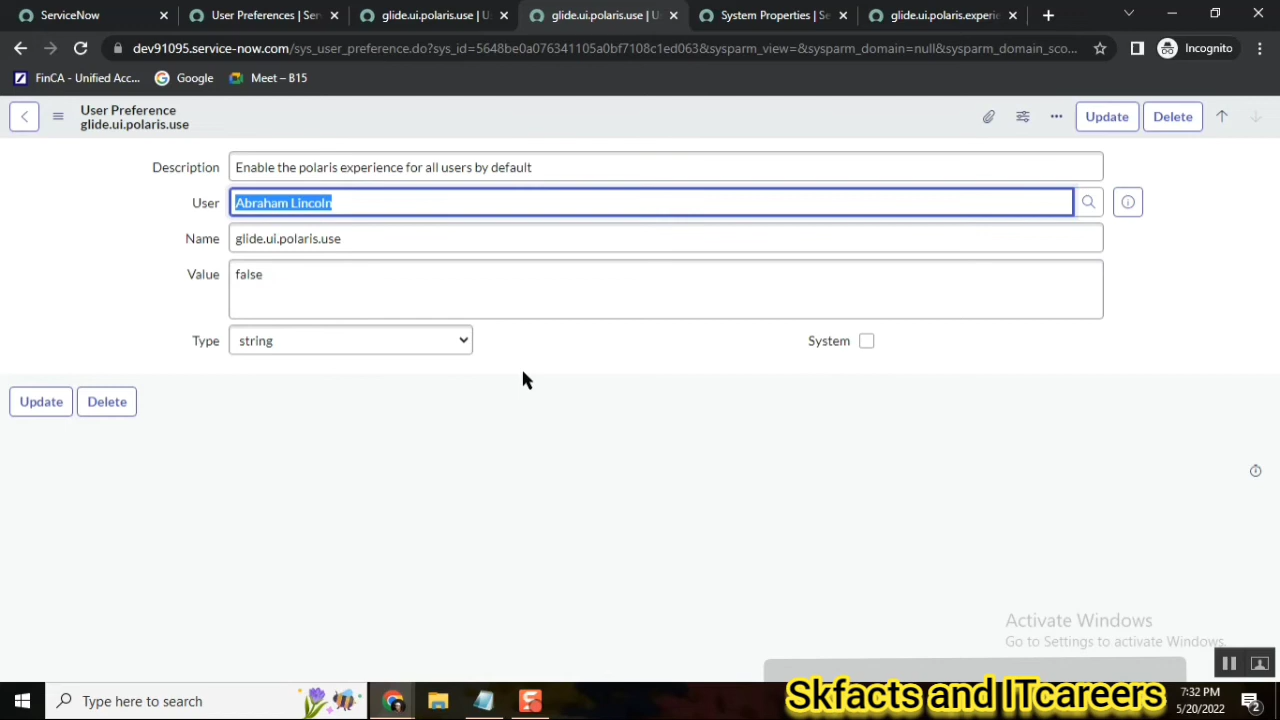 ServiceNow
User Preferences | Ser
glide.ui.polaris.use | U
glide.ui.polaris.use | U
System Properties | Se
glide.ui.polaris.experie
dev91095.service-now.com/sys_user_preference.do?sys_id=5648be0a076341105a0bf7108c1ed063&sysparm_view=&sysparm_domain=null&sysparm_domain_sco...
Incognito
FinCA - Unified Acc...
Google
Meet – B15
User Preference
glide.ui.polaris.use
Update
Delete
Description
Enable the polaris experience for all users by default
User
Abraham Lincoln
Name
glide.ui.polaris.use
Value
false
Type
string
System
Update
Delete
Activate Windows
Go to Settings to activate Windows.
Skfacts and ITcareers
Type here to search
7:32 PM
5/20/2022
2